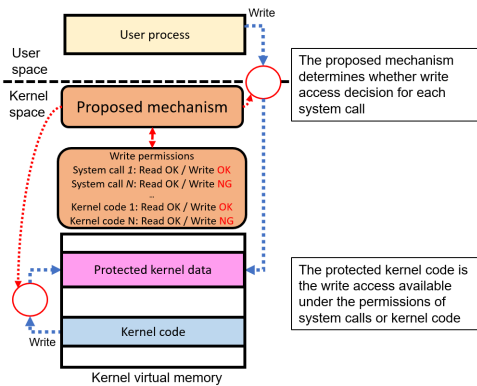 Write
User process
User
space
Kernel
space
Proposed mechanism
The proposed mechanism
determines whether write
access decision for each
system call
Write permissions
System call 1: Read OK / Write OK
System call N: Read OK / Write NG
...
Kernel code 1: Read OK / Write OK
Kernel code N: Read OK / Write NG
Protected kernel data
The protected kernel code is
the write access available
under the permissions of
system calls or kernel code
Kernel code
Write
Kernel virtual memory